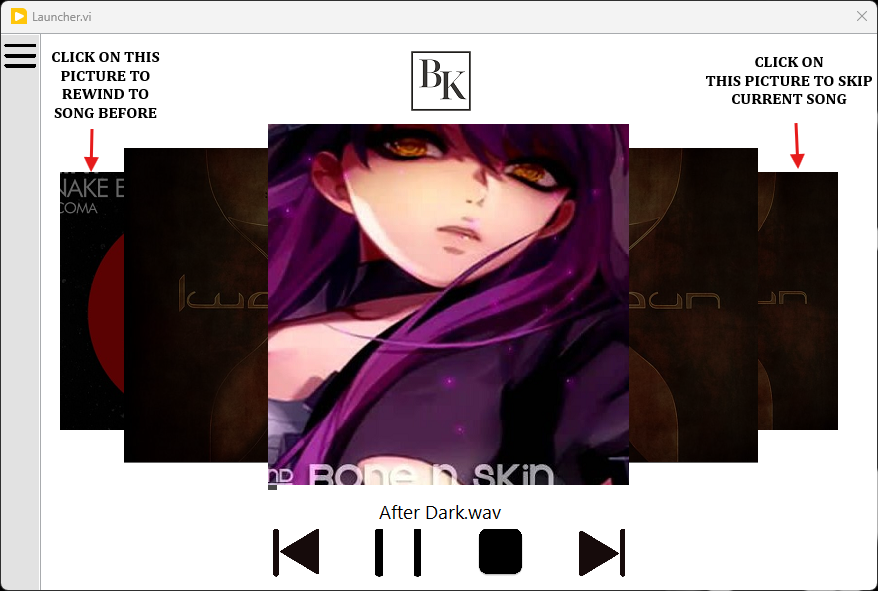 Launcher.vi
CLICK ON THIS
PICTURE TO
REWIND TO
SONG BEFORE
BK
CLICK ON
THIS PICTURE TO SKIP
CURRENT SONG
NAKE E
COMA
ND BONE n SKin
After Dark.wav